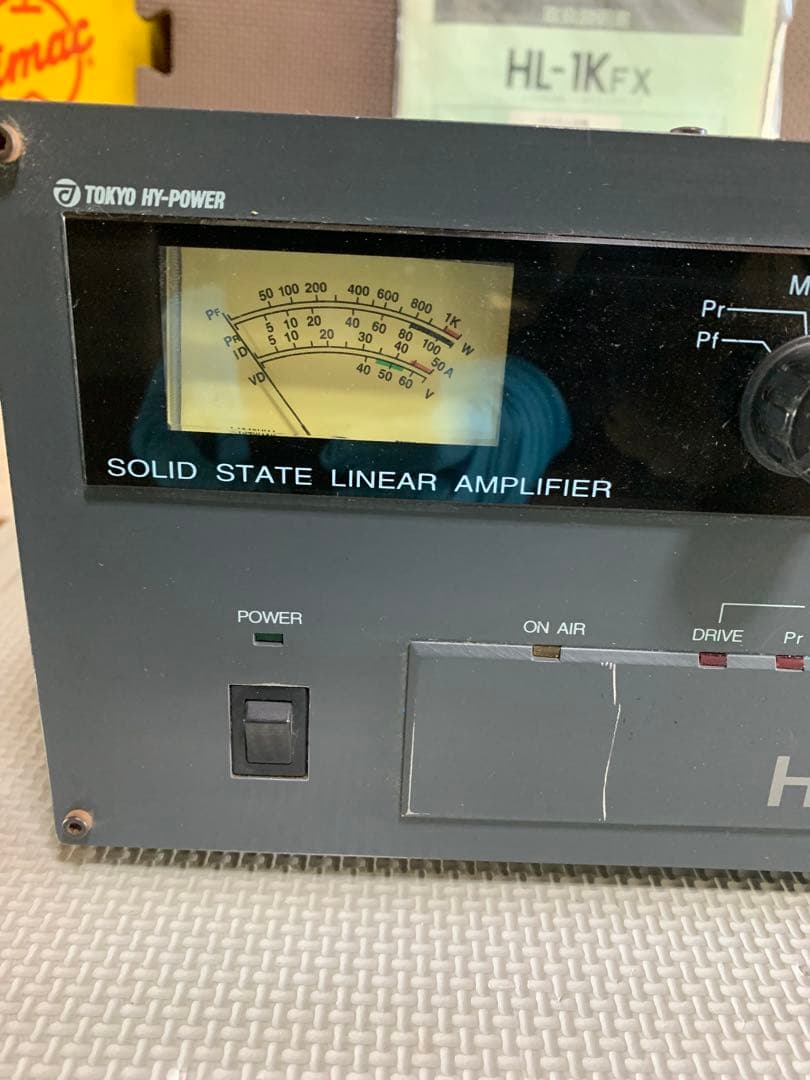 imac
HL-1KFX
TOKYO HY-POWER
Pf 50 100 200 400 600 800 1K W
Pr 5 10 20 40 60 80 100
ID 5 10 20 30 40 50 A
VD 40 50 60 V
M
Pr
Pf
SOLID STATE LINEAR AMPLIFIER
POWER
ON AIR
DRIVE
Pr
H